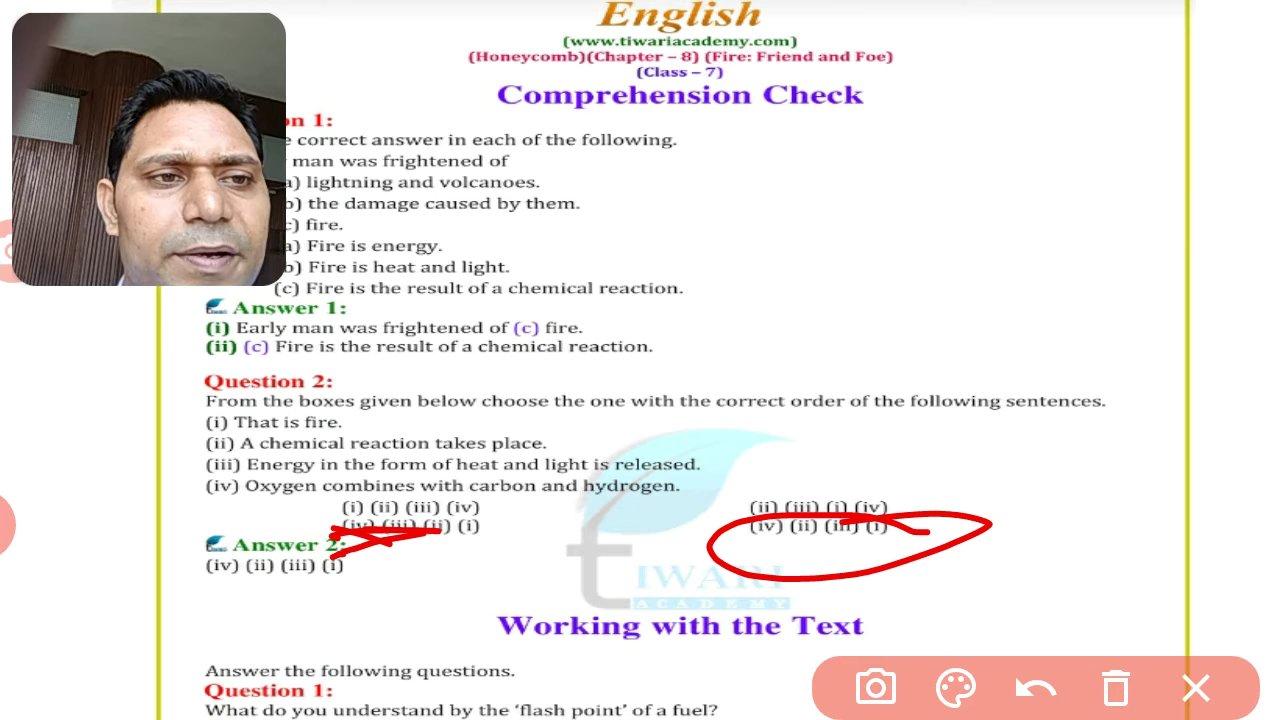 English
(www.tiwariacademy.com)
(Honeycomb)(Chapter – 8) (Fire: Friend and Foe)
(Class – 7)
Comprehension Check
n 1:
correct answer in each of the following.
man was frightened of
a) lightning and volcanoes.
b) the damage caused by them.
c) fire.
a) Fire is energy.
b) Fire is heat and light.
(c) Fire is the result of a chemical reaction.
Answer 1:
(i) Early man was frightened of (c) fire.
(ii) (c) Fire is the result of a chemical reaction.
Question 2:
From the boxes given below choose the one with the correct order of the following sentences.
(i) That is fire.
(ii) A chemical reaction takes place.
(iii) Energy in the form of heat and light is released.
(iv) Oxygen combines with carbon and hydrogen.
(i) (ii) (iii) (iv) (ii) (iii) (i) (iv)
(iv) (iii) (ii) (i) (iv) (ii) (iii) (i)
Answer 2:
(iv) (ii) (iii) (i)
TIWARI
ACADEMY
Working with the Text
Answer the following questions.
Question 1:
What do you understand by the ‘flash point’ of a fuel?